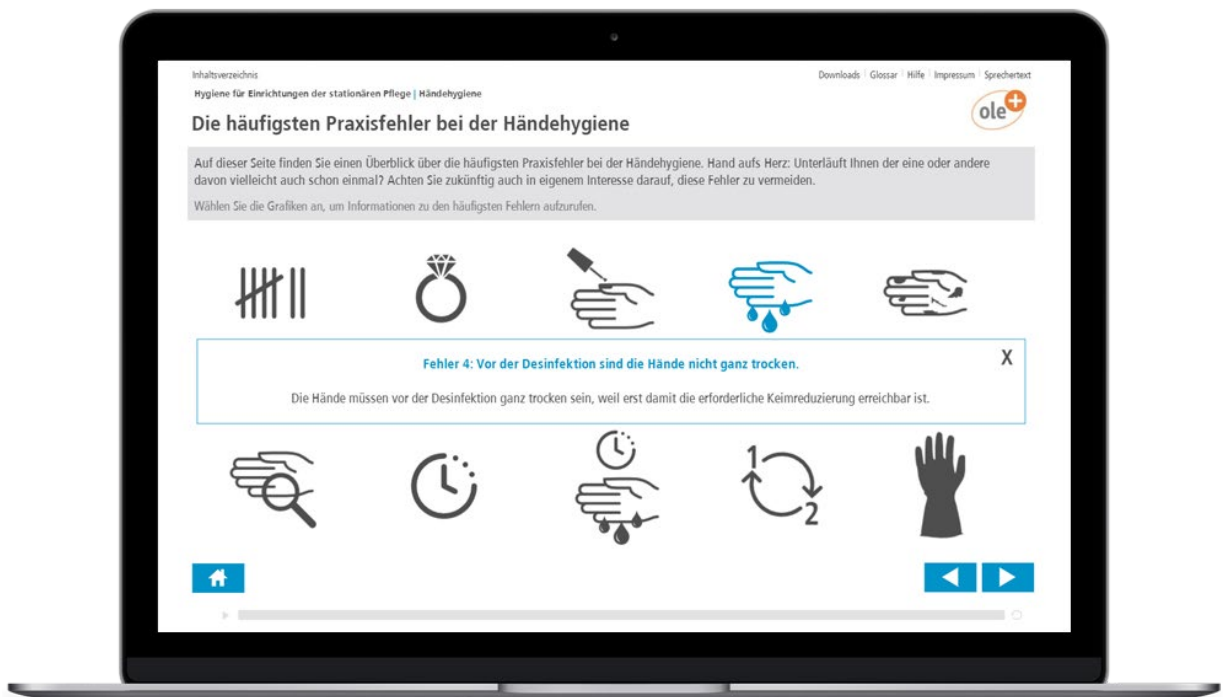 Inhaltsverzeichnis
Downloads | Glossar | Hilfe | Impressum | Sprechertext
Hygiene für Einrichtungen der stationären Pflege | Händehygiene
ole+
Die häufigsten Praxisfehler bei der Händehygiene
Auf dieser Seite finden Sie einen Überblick über die häufigsten Praxisfehler bei der Händehygiene. Hand aufs Herz: Unterläuft Ihnen der eine oder andere
davon vielleicht auch schon einmal? Achten Sie zukünftig auch in eigenem Interesse darauf, diese Fehler zu vermeiden.
Wählen Sie die Grafiken an, um Informationen zu den häufigsten Fehlern aufzurufen.
X
Fehler 4: Vor der Desinfektion sind die Hände nicht ganz trocken.
Die Hände müssen vor der Desinfektion ganz trocken sein, weil erst damit die erforderliche Keimreduzierung erreichbar ist.
1
2